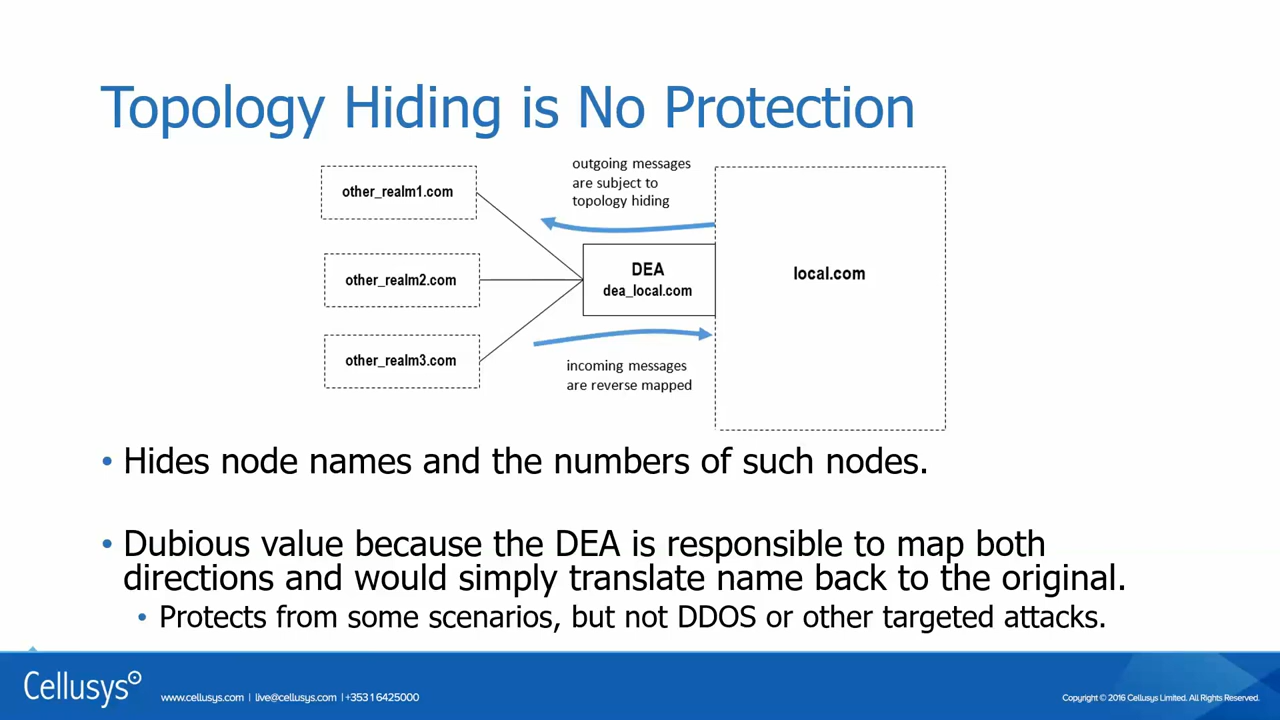 Topology Hiding is No Protection
other_realm1.com
outgoing messages
are subject to
topology hiding
other_realm2.com
DEA
dea_local.com
local.com
other_realm3.com
incoming messages
are reverse mapped
• Hides node names and the numbers of such nodes.
• Dubious value because the DEA is responsible to map both
directions and would simply translate name back to the original.
• Protects from some scenarios, but not DDOS or other targeted attacks.
Cellusys
www.cellusys.com | live@cellusys.com | +353 1 6425000
Copyright © 2016 Cellusys Limited. All Rights Reserved.